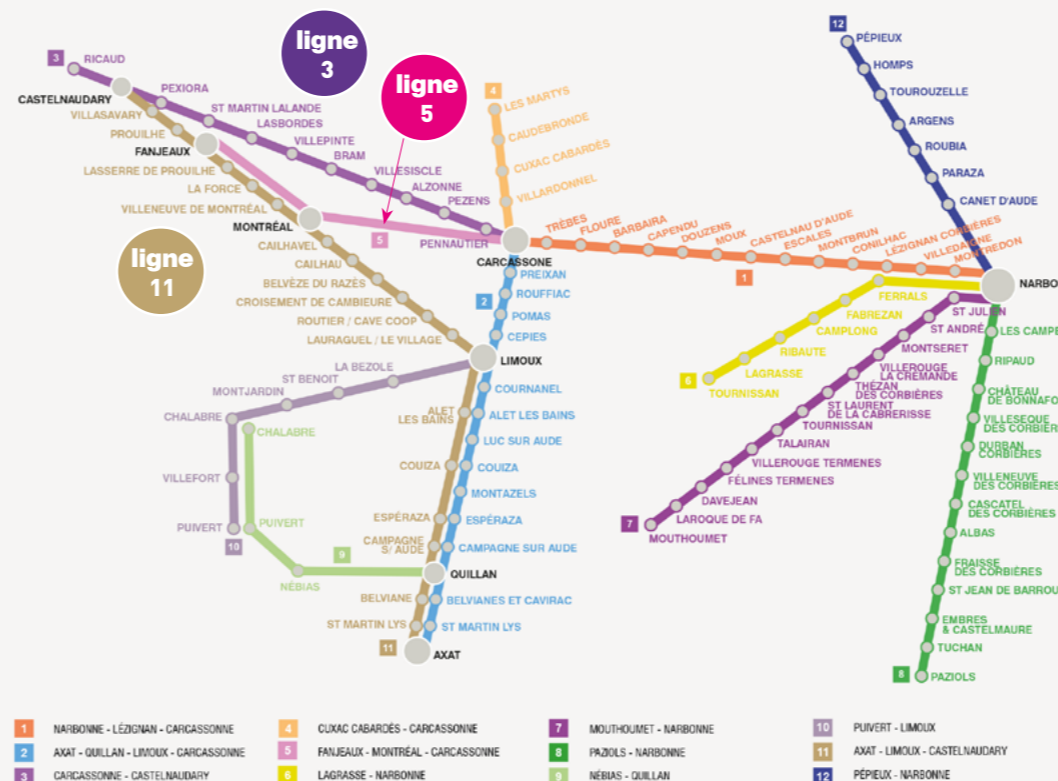 ligne
3
ligne
5
ligne
11
3
RICAUD
CASTELNAUDARY
PEXIORA
ST MARTIN LALANDE
LASBORDES
VILLEPINTE
BRAM
VILLESISCLE
ALZONNE
PEZENS
PENNAUTIER
VILLASAVARY
PROUILHE
FANJEAUX
LASSERRE DE PROUILHE
LA FORCE
VILLENEUVE DE MONTRÉAL
MONTRÉAL
5
CAILHAVEL
CAILHAU
BELVÈZE DU RAZÈS
CROISEMENT DE CAMBIEURE
ROUTIER / CAVE COOP
LAURAGUEL / LE VILLAGE
4
LES MARTYS
CAUDEBRONDE
CUXAC CABARDÈS
VILLARDONNEL
CARCASSONE
TRÈBES
FLOURE
BARBAIRA
CAPENDU
DOUZENS
MOUX
CASTELNAU D'AUDE
ESCALES
MONTBRUN
CONILHAC
LÉZIGNAN CORBIÈRES
VILLEDAIGNE
MONTREDON
1
12
PÉPIEUX
HOMPS
TOUROUZELLE
ARGENS
ROUBIA
PARAZA
CANET D'AUDE
NARBO
2
PREIXAN
ROUFFIAC
POMAS
CEPIES
LIMOUX
COURNANEL
ALET LES BAINS
LUC SUR AUDE
COUIZA
MONTAZELS
ESPÉRAZA
CAMPAGNE SUR AUDE
QUILLAN
BELVIANES ET CAVIRAC
ST MARTIN LYS
AXAT
ALET
LES BAINS
COUIZA
ESPÉRAZA
CAMPAGNE
S/ AUDE
BELVIANE
ST MARTIN LYS
11
LA BEZOLE
ST BENOIT
MONTJARDIN
CHALABRE
VILLEFORT
PUIVERT
10
CHALABRE
PUIVERT
9
NÉBIAS
FERRALS
FABREZAN
CAMPLONG
RIBAUTE
LAGRASSE
6
TOURNISSAN
ST JULIEN
ST ANDRÉ
MONTSERET
VILLEROUGE
LA CREMANDE
THÉZAN
DES CORBIÈRES
ST LAURENT
DE LA CABRERISSE
TOURNISSAN
TALAIRAN
VILLEROUGE TERMENES
FÉLINES TERMENES
DAVEJEAN
LAROQUE DE FA
7
MOUTHOUMET
LES CAMPE
RIPAUD
CHÂTEAU
DE BONNAFO
VILLESEQUE
DES CORBIÈR
DURBAN
CORBIÈRES
VILLENEUVE
DES CORBIÈRES
CASCATEL
DES CORBIÈRES
ALBAS
FRAISSE
DES CORBIÈRES
ST JEAN DE BARROU
EMBRES
& CASTELMAURE
TUCHAN
8
PAZIOLS
1 NARBONNE - LÉZIGNAN - CARCASSONNE
2 AXAT - QUILLAN - LIMOUX - CARCASSONNE
3 CARCASSONNE - CASTELNAUDARY
4 CUXAC CABARDÈS - CARCASSONNE
5 FANJEAUX - MONTRÉAL - CARCASSONNE
6 LAGRASSE - NARBONNE
7 MOUTHOUMET - NARBONNE
8 PAZIOLS - NARBONNE
9 NÉBIAS - QUILLAN
10 PUIVERT - LIMOUX
11 AXAT - LIMOUX - CASTELNAUDARY
12 PÉPIEUX - NARBONNE